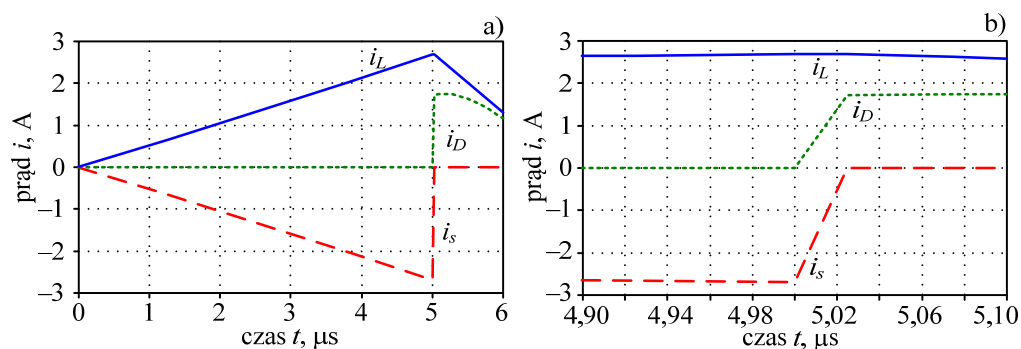 a)
prąd i, A
3
2
1
0
–1
–2
–3
i_L
i_D
i_s
0 1 2 3 4 5 6
czas t, μs
b)
prąd i, A
3
2
1
0
–1
–2
–3
i_L
i_D
i_s
4,90 4,94 4,98 5,02 5,06 5,10
czas t, μs